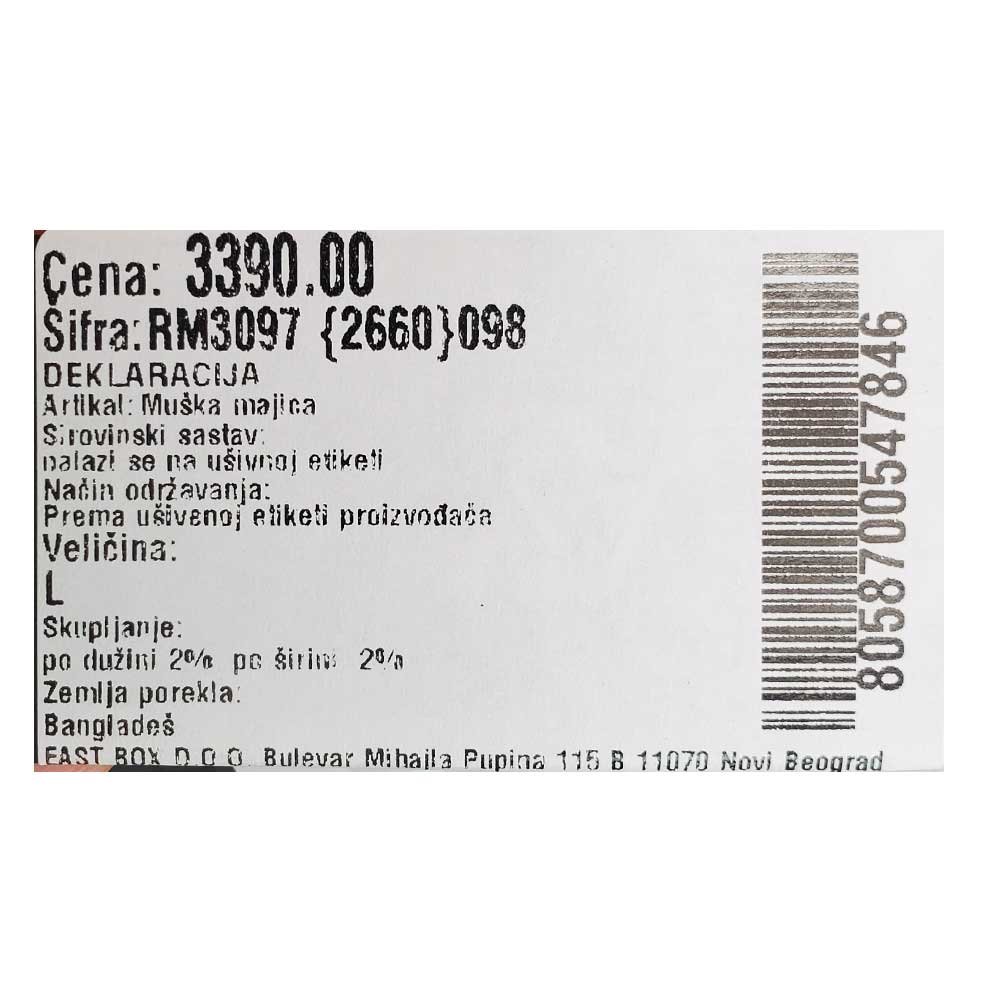 Cena: 3390.00
Šifra: RM3097 {2660}098
DEKLARACIJA
Artikal: Muška majica
Sirovinski sastav:
nalazi se na ušivnoj etiketi
Način održavanja:
Prema ušivenoj etiketi proizvođača
Veličina:
L
Skupljanje:
po dužini 2% po širini 2%
Zemlja porekla:
Bangladeš
EAST BOX D.O.O. Bulevar Mihajla Pupina 115 B 11070 Novi Beograd
8058700547846